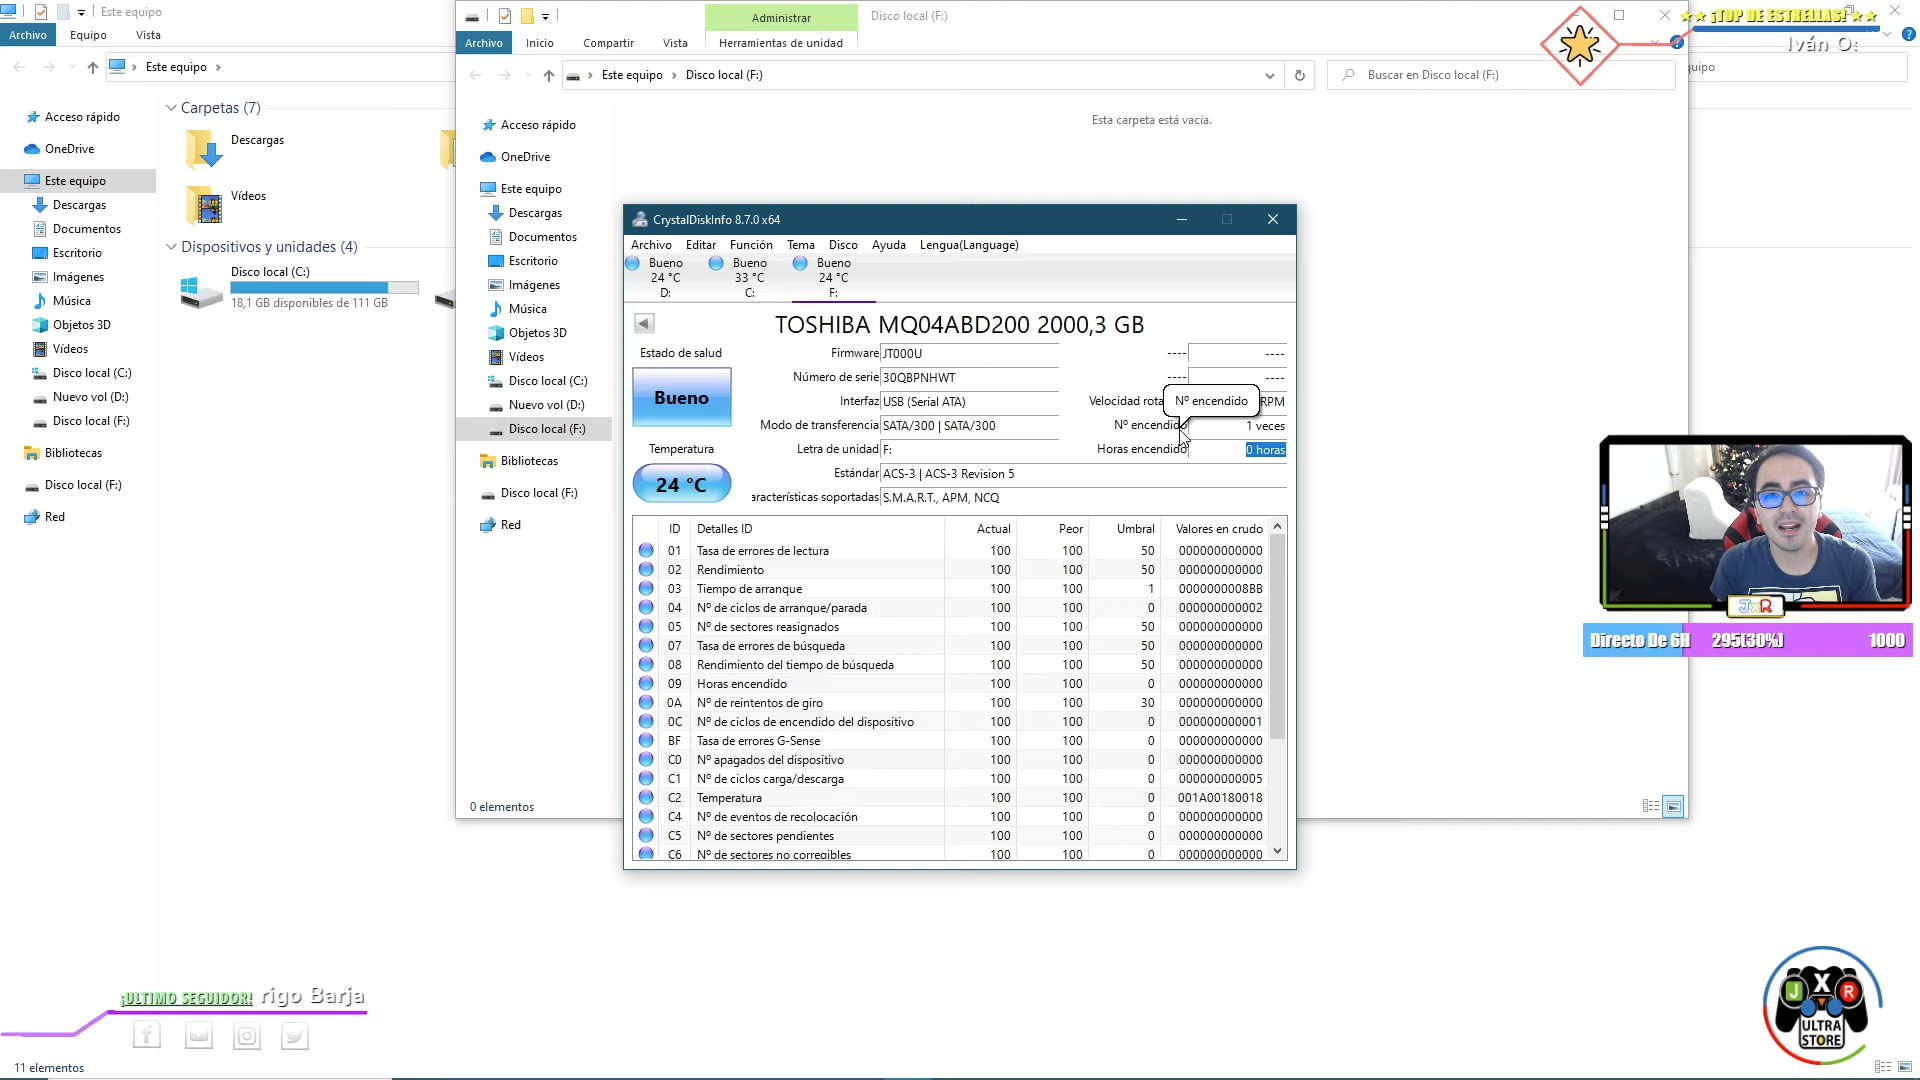 Este equipo
Archivo Equipo Vista
Este equipo
Acceso rápido
OneDrive
Este equipo
Descargas
Documentos
Escritorio
Imágenes
Música
Objetos 3D
Vídeos
Disco local (C:)
Nuevo vol (D:)
Disco local (F:)
Bibliotecas
Disco local (F:)
Red
Carpetas (7)
Descargas
Vídeos
Dispositivos y unidades (4)
Disco local (C:)
18,1 GB disponibles de 111 GB
11 elementos
Administrar Disco local (F:)
Archivo Inicio Compartir Vista Herramientas de unidad
Este equipo Disco local (F:) Buscar en Disco local (F:)
Acceso rápido
OneDrive
Este equipo
Descargas
Documentos
Escritorio
Imágenes
Música
Objetos 3D
Vídeos
Disco local (C:)
Nuevo vol (D:)
Disco local (F:)
Bibliotecas
Disco local (F:)
Red
Esta carpeta está vacía.
0 elementos
CrystalDiskInfo 8.7.0 x64
Archivo Editar Función Tema Disco Ayuda Lengua(Language)
Bueno Bueno Bueno
24 °C 33 °C 24 °C
D: C: F:
TOSHIBA MQ04ABD200 2000,3 GB
Estado de salud
Bueno
Temperatura
24 °C
Firmware JT000U ---- ----
Número de serie 30QBPNHWT ---- ----
Interfaz USB (Serial ATA) Velocidad rota RPM
Nº encendido
Modo de transferencia SATA/300 | SATA/300 Nº encendido 1 veces
Letra de unidad F: Horas encendido 0 horas
Estándar ACS-3 | ACS-3 Revision 5
aracterísticas soportadas S.M.A.R.T., APM, NCQ
ID Detalles ID Actual Peor Umbral Valores en crudo
01 Tasa de errores de lectura 100 100 50 000000000000
02 Rendimiento 100 100 50 000000000000
03 Tiempo de arranque 100 100 1 0000000008BB
04 Nº de ciclos de arranque/parada 100 100 0 000000000002
05 Nº de sectores reasignados 100 100 50 000000000000
07 Tasa de errores de búsqueda 100 100 50 000000000000
08 Rendimiento del tiempo de búsqueda 100 100 50 000000000000
09 Horas encendido 100 100 0 000000000000
0A Nº de reintentos de giro 100 100 30 000000000000
0C Nº de ciclos de encendido del dispositivo 100 100 0 000000000001
BF Tasa de errores G-Sense 100 100 0 000000000000
C0 Nº apagados del dispositivo 100 100 0 000000000000
C1 Nº de ciclos carga/descarga 100 100 0 000000000005
C2 Temperatura 100 100 0 001A00180018
C4 Nº de eventos de recolocación 100 100 0 000000000000
C5 Nº de sectores pendientes 100 100 0 000000000000
C6 Nº de sectores no corregibles 100 100 0 000000000000
¡TOP DE ESTRELLAS!
Iván O
quipo
JXR
Directo De 6H 295(30%) 1000
¡ULTIMO SEGUIDOR! rigo Barja
J X R
ULTRA
STORE